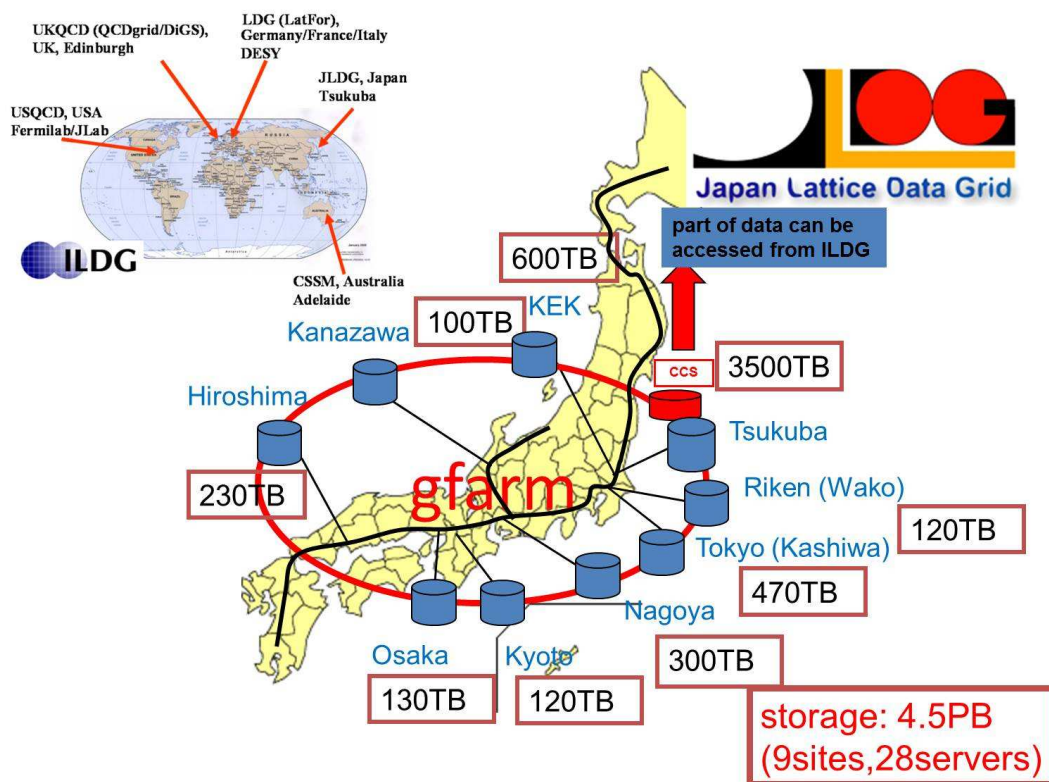 UKQCD (QCDgrid/DiGS),
UK, Edinburgh
LDG (LatFor),
Germany/France/Italy
DESY
JLDG, Japan
Tsukuba
USQCD, USA
Fermilab/JLab
CSSM, Australia
Adelaide
ILDG
JLDG
Japan Lattice Data Grid
part of data can be
accessed from ILDG
600TB
KEK
100TB
Kanazawa
CCS
3500TB
Hiroshima
Tsukuba
gfarm
230TB
Riken (Wako)
120TB
Tokyo (Kashiwa)
470TB
Nagoya
300TB
Osaka
Kyoto
130TB
120TB
storage: 4.5PB
(9sites,28servers)